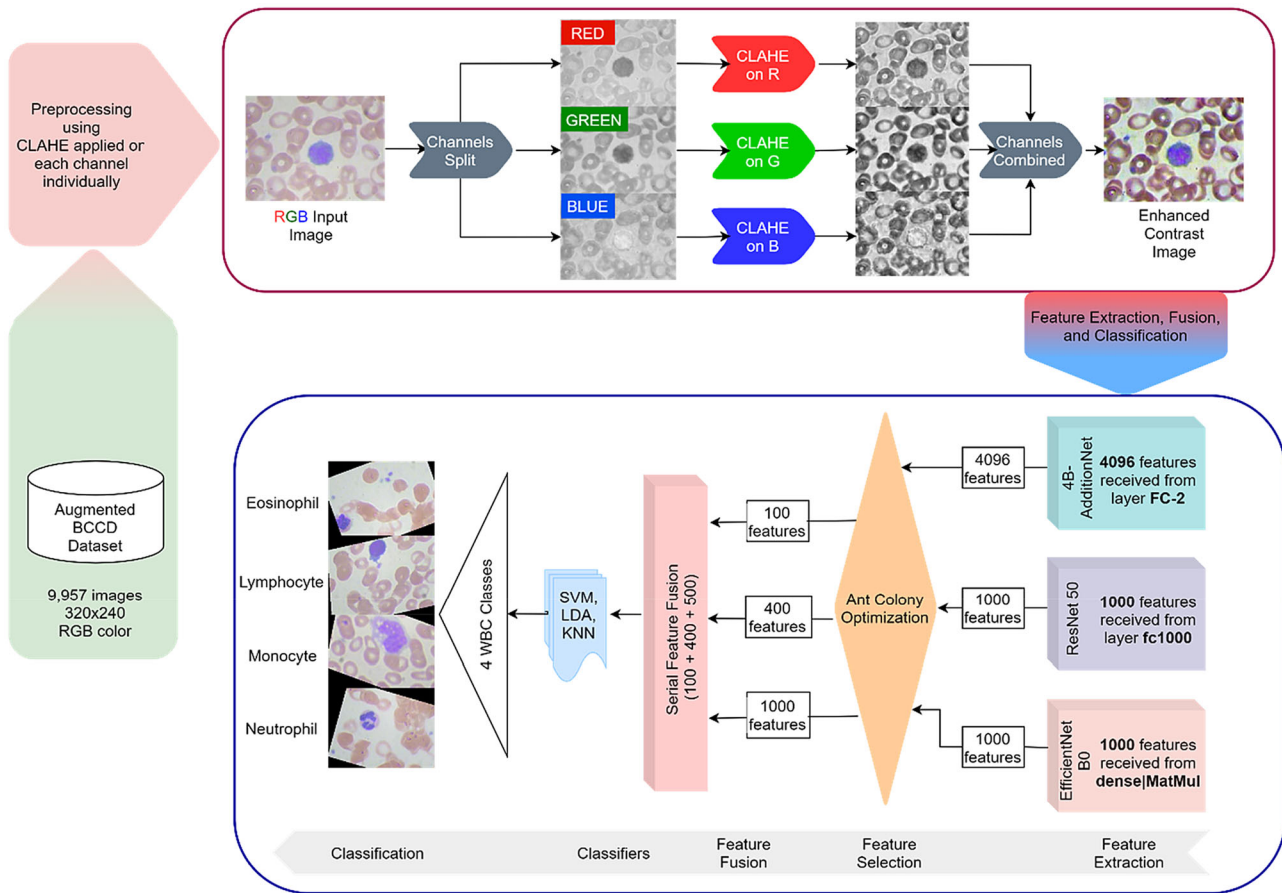 Preprocessing
using
CLAHE applied on
each channel
individually
RGB Input
Image
Channels
Split
RED
GREEN
BLUE
CLAHE
on R
CLAHE
on G
CLAHE
on B
Channels
Combined
Enhanced
Contrast
Image
Augmented
BCCD
Dataset
9,957 images
320x240
RGB color
Feature Extraction, Fusion,
and Classification
Eosinophil
Lymphocyte
Monocyte
Neutrophil
4 WBC Classes
SVM,
LDA,
KNN
Serial Feature Fusion
(100 + 400 + 500)
100
features
400
features
1000
features
Ant Colony
Optimization
4096
features
1000
features
1000
features
4B-
AdditionNet
4096 features
received from
layer FC-2
ResNet 50
1000 features
received from
layer fc1000
EfficientNet
B0
1000 features
received from
dense|MatMul
Classification
Classifiers
Feature
Fusion
Feature
Selection
Feature
Extraction